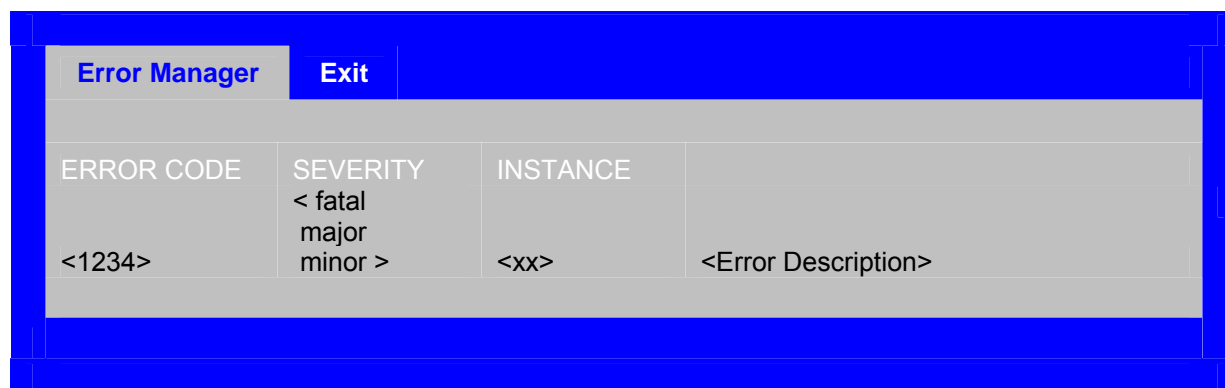 Error Manager Exit
ERROR CODE SEVERITY INSTANCE
< fatal
major
<1234> minor > <xx> <Error Description>